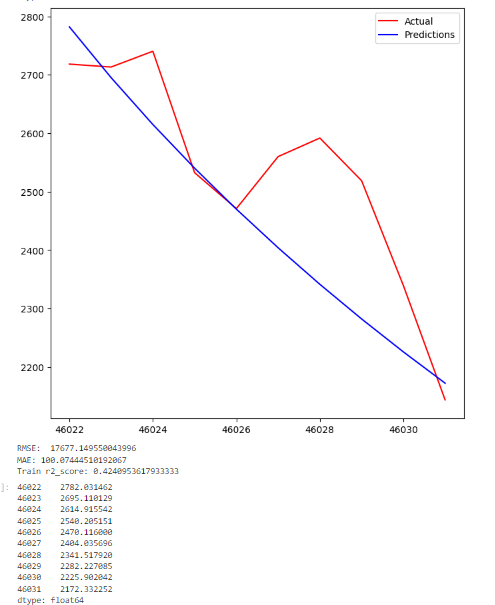 2800
2700
2600
2500
2400
2300
2200
Actual
Predictions
46022 46024 46026 46028 46030
RMSE: 17677.149550043996
MAE: 100.07444510192067
Train r2_score: 0.4240953617933333
]: 46022 2782.031462
46023 2695.110129
46024 2614.915542
46025 2540.205151
46026 2470.116000
46027 2404.035696
46028 2341.517920
46029 2282.227085
46030 2225.902042
46031 2172.332252
dtype: float64